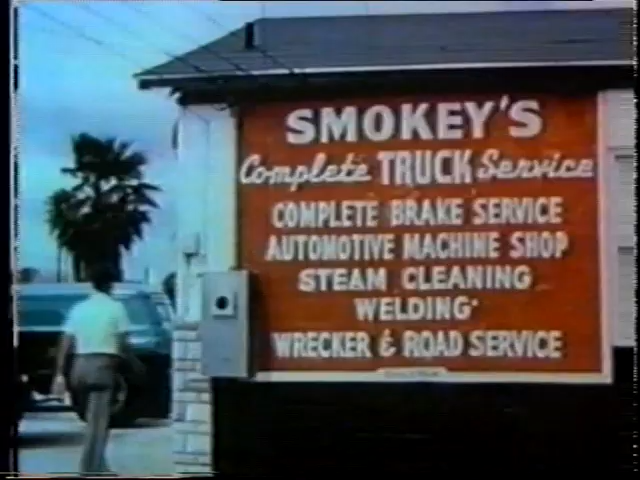 SMOKEY'S
Complete TRUCK Service
COMPLETE BRAKE SERVICE
AUTOMOTIVE MACHINE SHOP
STEAM CLEANING
WELDING
WRECKER & ROAD SERVICE